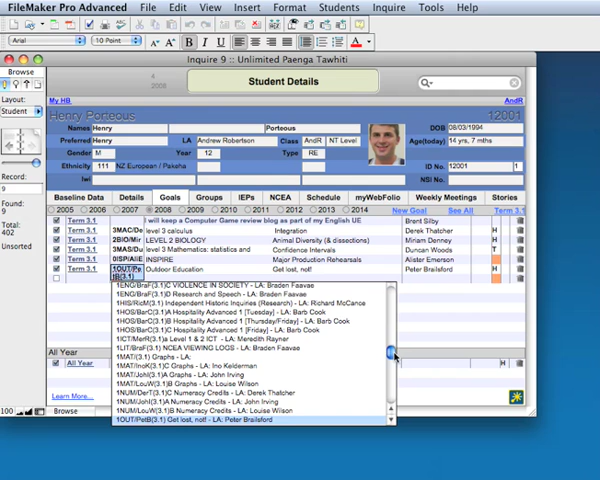 FileMaker Pro Advanced File Edit View Insert Format Students Inquire Tools Help
Arial 10 Point
Inquire 9 :: Unlimited Paenga Tawhiti
Browse
Layout:
Student
Record:
9
Found:
9
Total:
402
Unsorted
4
2008
Student Details
My HB AndR
Henry Porteous 12001
Names Henry Porteous DOB 08/03/1994
Preferred Henry LA Andrew Robertson Class AndR NT Level Age(today) 14 yrs, 7 mths
Gender M Year 12 Type RE
Ethnicity 111 NZ European / Pakeha ID No. 12001 1
Iwi NSI No.
Baseline Data Details Goals Groups IEPs NCEA Schedule myWebFolio Weekly Meetings Stories
2005 2006 2007 2008 2009 2010 2011 2012 2013 2014 New Goal See All Term 3.1
Term 3.1 I will keep a Computer Game review blog as part of my English UE Brent Silby
Term 3.1 3MAC/De level 3 calculus Integration Derek Thatcher H
Term 3.1 2BIO/Mir LEVEL 2 BIOLOGY Animal Diversity (& dissections) Miriam Denney H
Term 3.1 3MAS/Du level 3 Mathematics: statistics and Confidence Intervals Duncan Waters T
Term 3.1 0ISP/AliE INSPIRE Major Production Rehearsals Alister Emerson
Term 3.1 1OUT/Pe Outdoor Education Get lost, not! Peter Brailsford H
tB(3.1)
1ENG/BraF(3.1)C VIOLENCE IN SOCIETY - LA: Braden Faavae
1ENG/BraF(3.1)D Research and Speech - LA: Braden Faavae
1HIS/RicM(3.1) Independent Historic Inquiries (Research) - LA: Richard McCance
1HOS/BarC(3.1)A Hospitality Advanced 1 [Tuesday] - LA: Barb Cook
1HOS/BarC(3.1)B Hospitality Advanced 1 [Thursday/Friday] - LA: Barb Cook
1HOS/BarC(3.1)C Hospitality Advanced 1 [Friday] - LA: Barb Cook
1ICT/MerR(3.1)a Level 1 & 2 ICT - LA: Meredith Rayner
1LIT/BraF(3.1) NCEA VIEWING LOGS - LA: Braden Faavae
1MAT/(3.1) Graphs - LA:
1MAT/InoK(3.1)C Graphs - LA: Ino Kelderman
1MAT/JohI(3.1)A Graphs - LA: John Irving
1MAT/LouW(3.1)B Graphs - LA: Louise Wilson
1NUM/DerT(3.1)C Numeracy Credits - LA: Derek Thatcher
1NUM/JohI(3.1)A Numeracy Credits - LA: John Irving
1NUM/LouW(3.1)B Numeracy Credits - LA: Louise Wilson
1OUT/PetB(3.1) Get lost, not! - LA: Peter Brailsford
All Year
All Year H
Learn More...
100 Browse